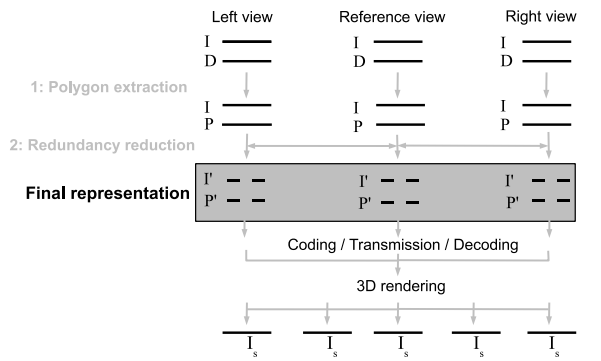 Left view Reference view Right view
I I I
D D D
1: Polygon extraction
I I I
P P P
2: Redundancy reduction
Final representation
I' I' I'
P' P' P'
Coding / Transmission / Decoding
3D rendering
Is Is Is Is Is